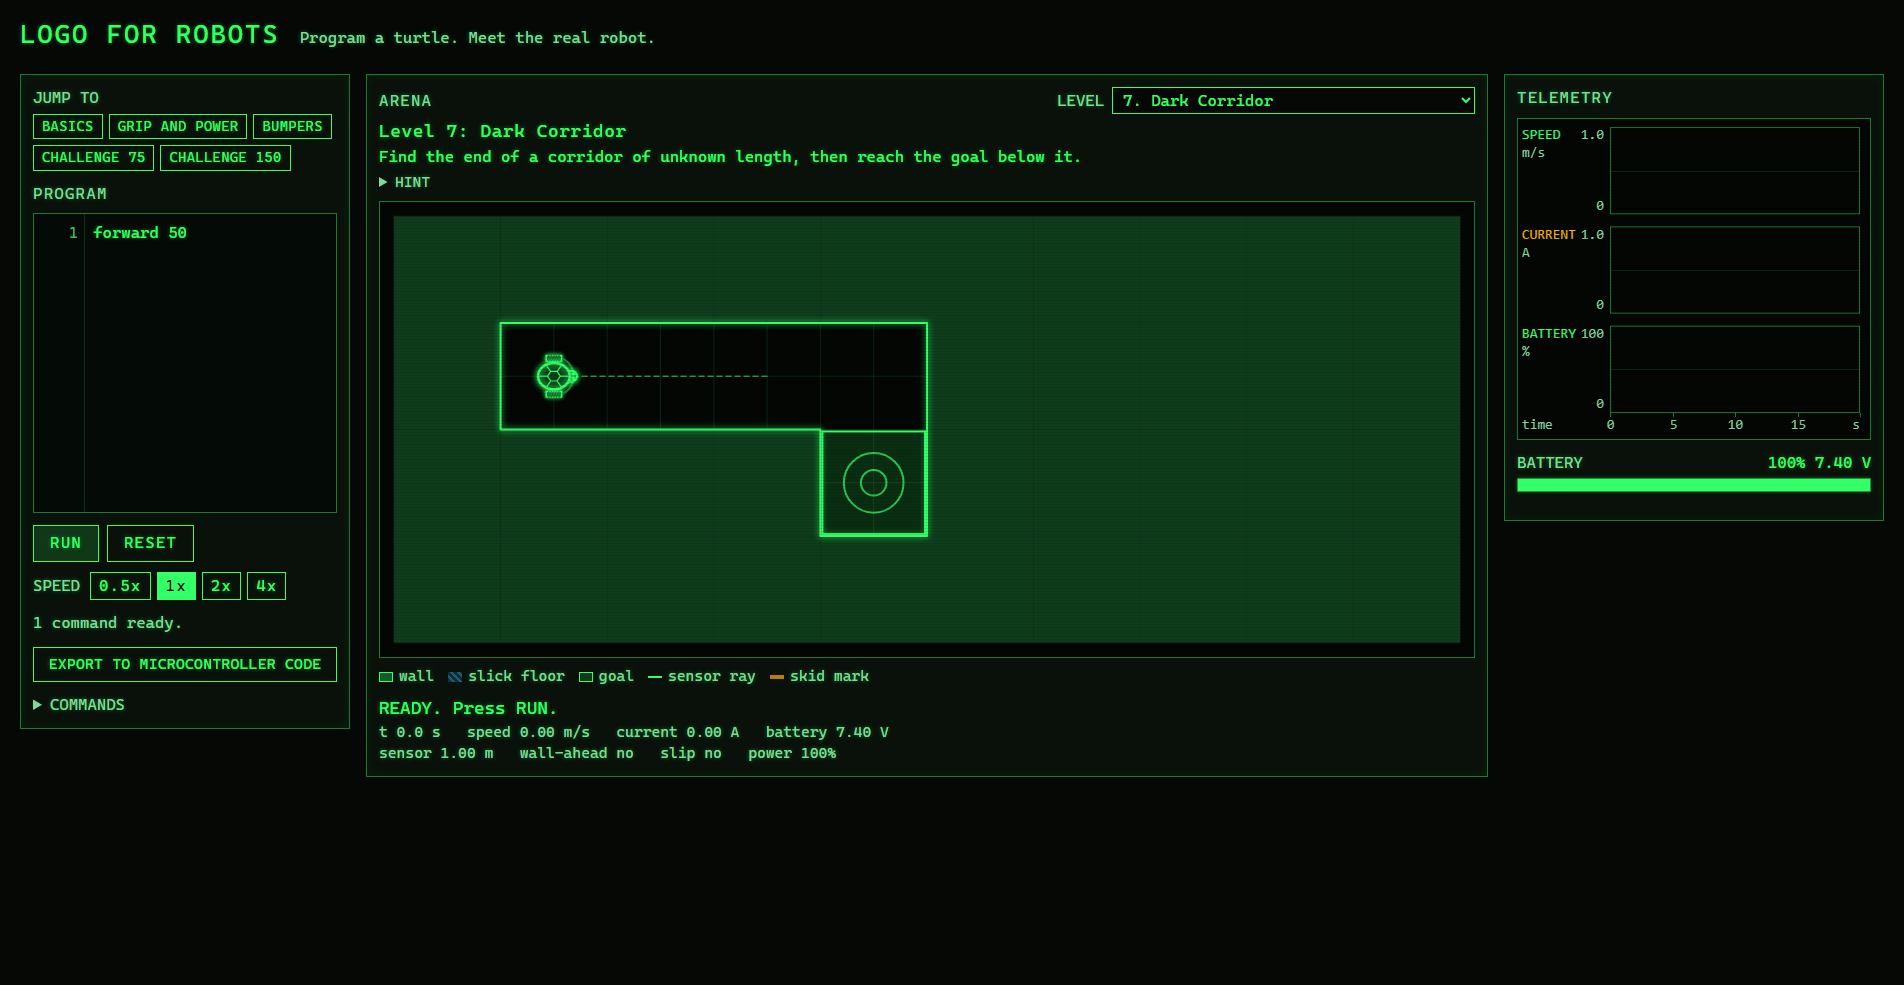 LOGO FOR ROBOTS Program a turtle. Meet the real robot.
JUMP TO
BASICS GRIP AND POWER BUMPERS
CHALLENGE 75 CHALLENGE 150
PROGRAM
1 forward 50
RUN RESET
SPEED 0.5x 1x 2x 4x
1 command ready.
EXPORT TO MICROCONTROLLER CODE
▶ COMMANDS
ARENA LEVEL 7. Dark Corridor
Level 7: Dark Corridor
Find the end of a corridor of unknown length, then reach the goal below it.
▶ HINT
wall slick floor goal sensor ray skid mark
READY. Press RUN.
t 0.0 s speed 0.00 m/s current 0.00 A battery 7.40 V
sensor 1.00 m wall-ahead no slip no power 100%
TELEMETRY
SPEED 1.0
m/s
0
CURRENT 1.0
A
0
BATTERY 100
%
0
time 0 5 10 15 s
BATTERY 100% 7.40 V